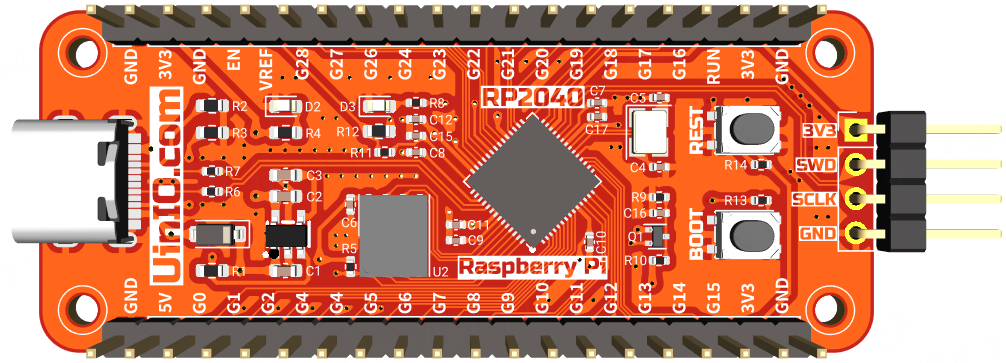 GND 3V3 GND EN VREF G28 G27 G26 G24 G23 G22 G21 G20 G19 G18 G17 G16 RUN 3V3 GND
Uin10.com
RP2040
R2 D2 D3 R8 C7 C5
R3 R4 R12 C12 C15 C17
R11 C8 C4
REST
R14
R7 C3
R6 C2 C6 R9 R13
C11 C16
C9 C10 Q1
R5 R10
BOOT
R1 C1 U2
Raspberry Pi
3V3
SWD
SCLK
GND
GND 5V G0 G1 G2 G4 G4 G5 G6 G7 G8 G9 G10 G11 G12 G13 G14 G15 3V3 GND